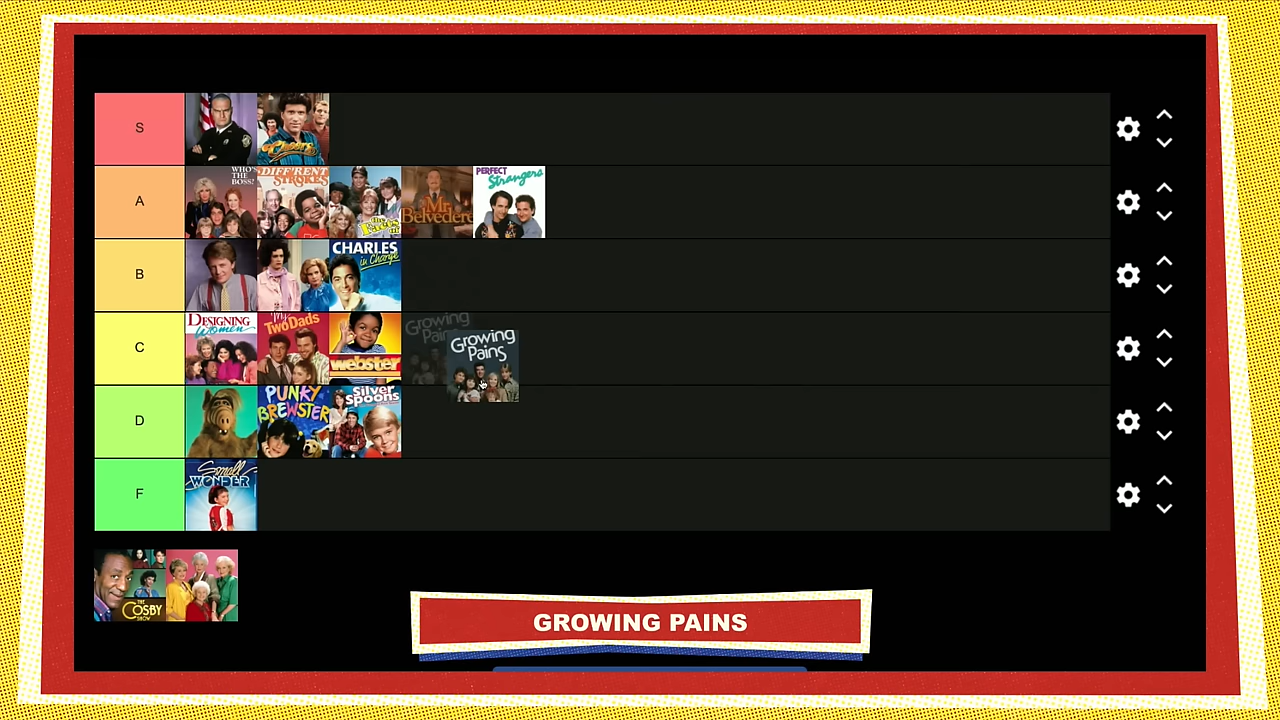 S
CHEERS
A
WHO'S
THE
BOSS?
DIFF'RENT
STROKES
The
Facts
of
Mr.
Belvedere
PERFECT
Strangers
B
CHARLES
in Charge
C
DESIGNING
Women
My
Two Dads
webster
Growing
Pains
Growing
Pains
D
PUNKY
BREWSTER
Silver
Spoons
F
Small
WONDER
THE
COSBY
SHOW
GROWING PAINS